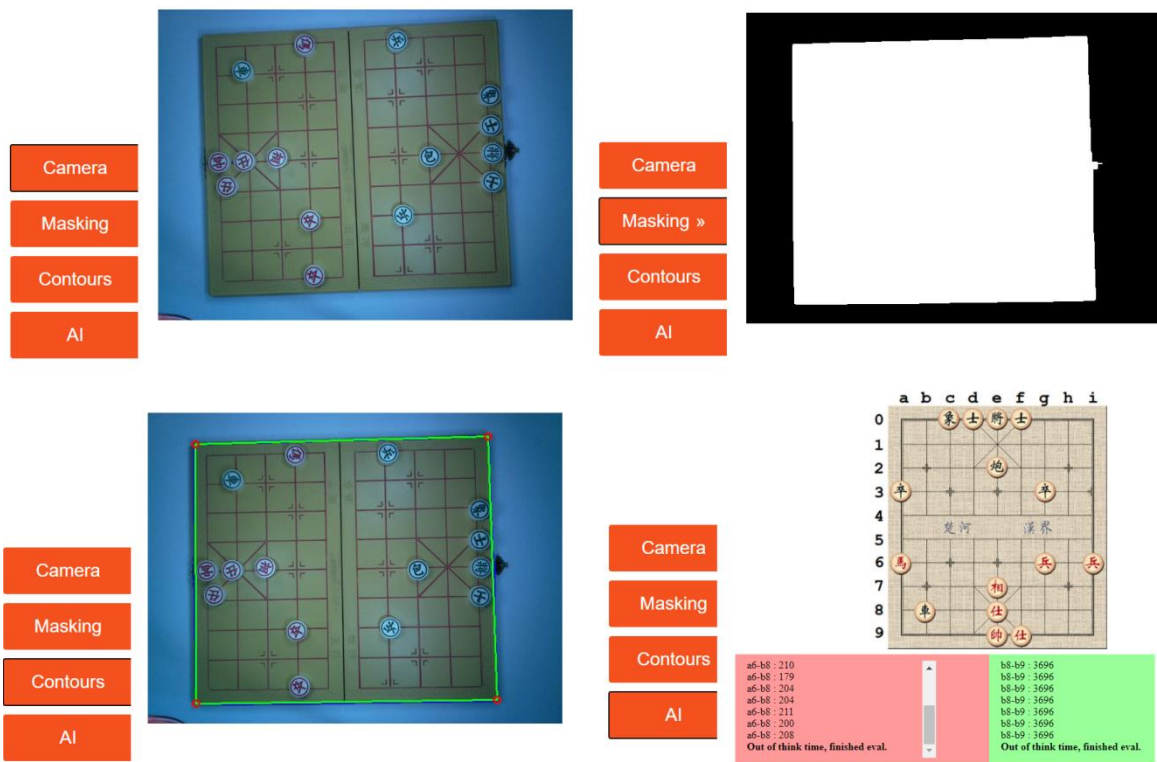 Camera
Masking
Contours
AI
Camera
Masking »
Contours
AI
Camera
Masking
Contours
AI
Camera
Masking
Contours
AI
a b c d e f g h i
0 象 士 將 士
1
2 炮
3 卒 卒
4
楚河 漢界
5
6 馬 兵 兵
7 相
8 車 仕
9 帥 仕
a6-b8 : 210
a6-b8 : 179
a6-b8 : 204
a6-b8 : 204
a6-b8 : 211
a6-b8 : 200
a6-b8 : 208
Out of think time, finished eval.
b8-b9 : 3696
b8-b9 : 3696
b8-b9 : 3696
b8-b9 : 3696
b8-b9 : 3696
b8-b9 : 3696
b8-b9 : 3696
Out of think time, finished eval.